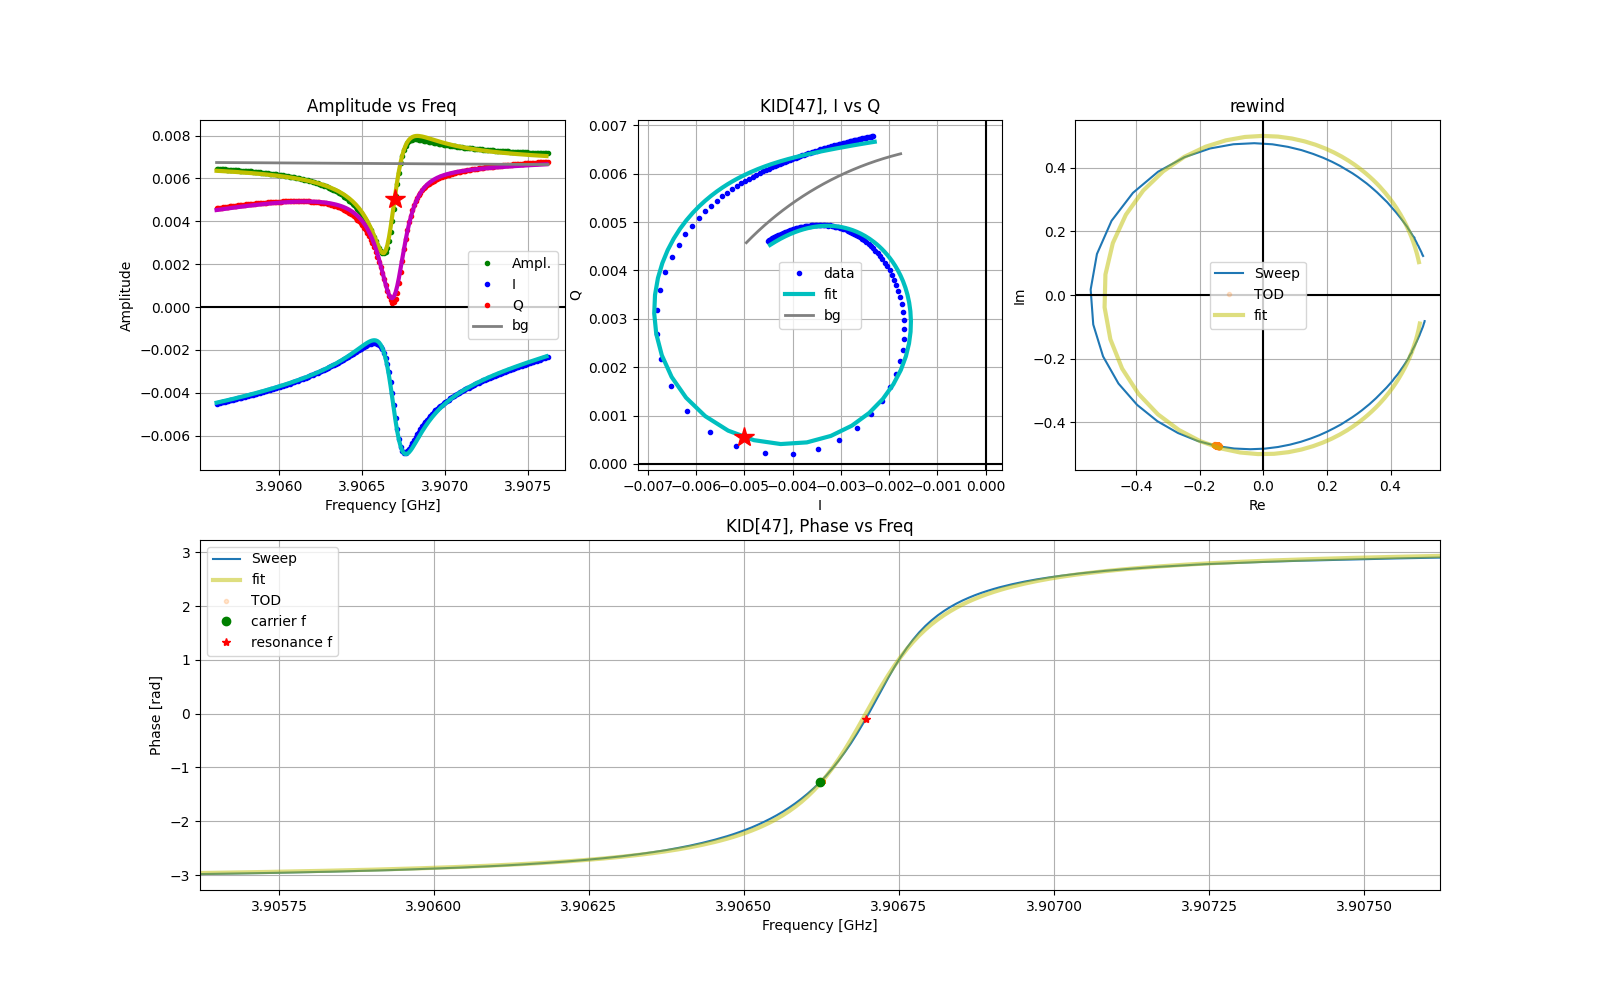 Amplitude vs Freq
Amplitude
0.008
0.006
0.004
0.002
0.000
−0.002
−0.004
−0.006
Ampl.
I
Q
bg
3.9060
3.9065
3.9070
3.9075
Frequency [GHz]
KID[47], I vs Q
Q
0.007
0.006
0.005
0.004
0.003
0.002
0.001
0.000
data
fit
bg
−0.007
−0.006
−0.005
−0.004
−0.003
−0.002
−0.001
0.000
I
rewind
Im
0.4
0.2
0.0
−0.2
−0.4
Sweep
TOD
fit
−0.4
−0.2
0.0
0.2
0.4
Re
KID[47], Phase vs Freq
Phase [rad]
3
2
1
0
−1
−2
−3
Sweep
fit
TOD
carrier f
resonance f
3.90575
3.90600
3.90625
3.90650
3.90675
3.90700
3.90725
3.90750
Frequency [GHz]